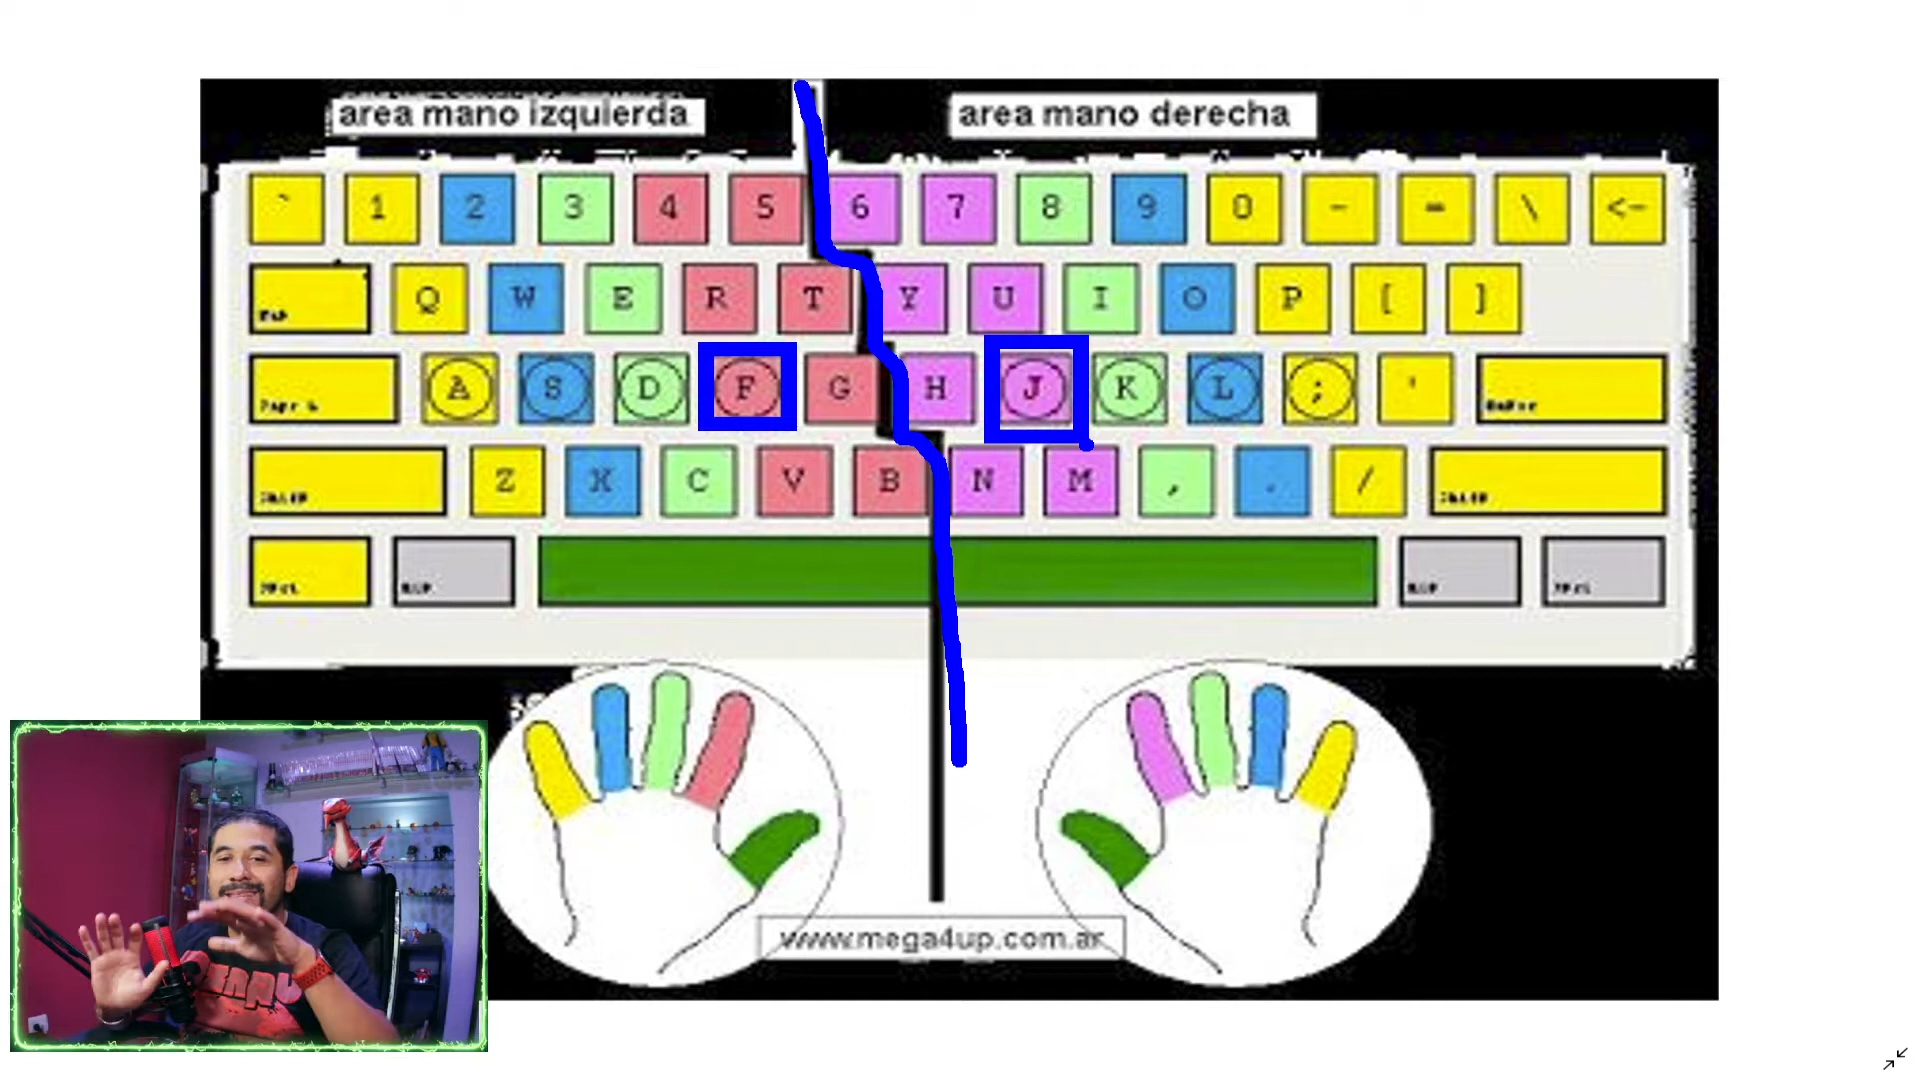 area mano izquierda
area mano derecha
` 1 2 3 4 5 6 7 8 9 0 - = \ <-
Q W E R T Y U I O P [ ]
A S D F G H J K L ; '
Z X C V B N M , . /
www.mega4up.com.ar